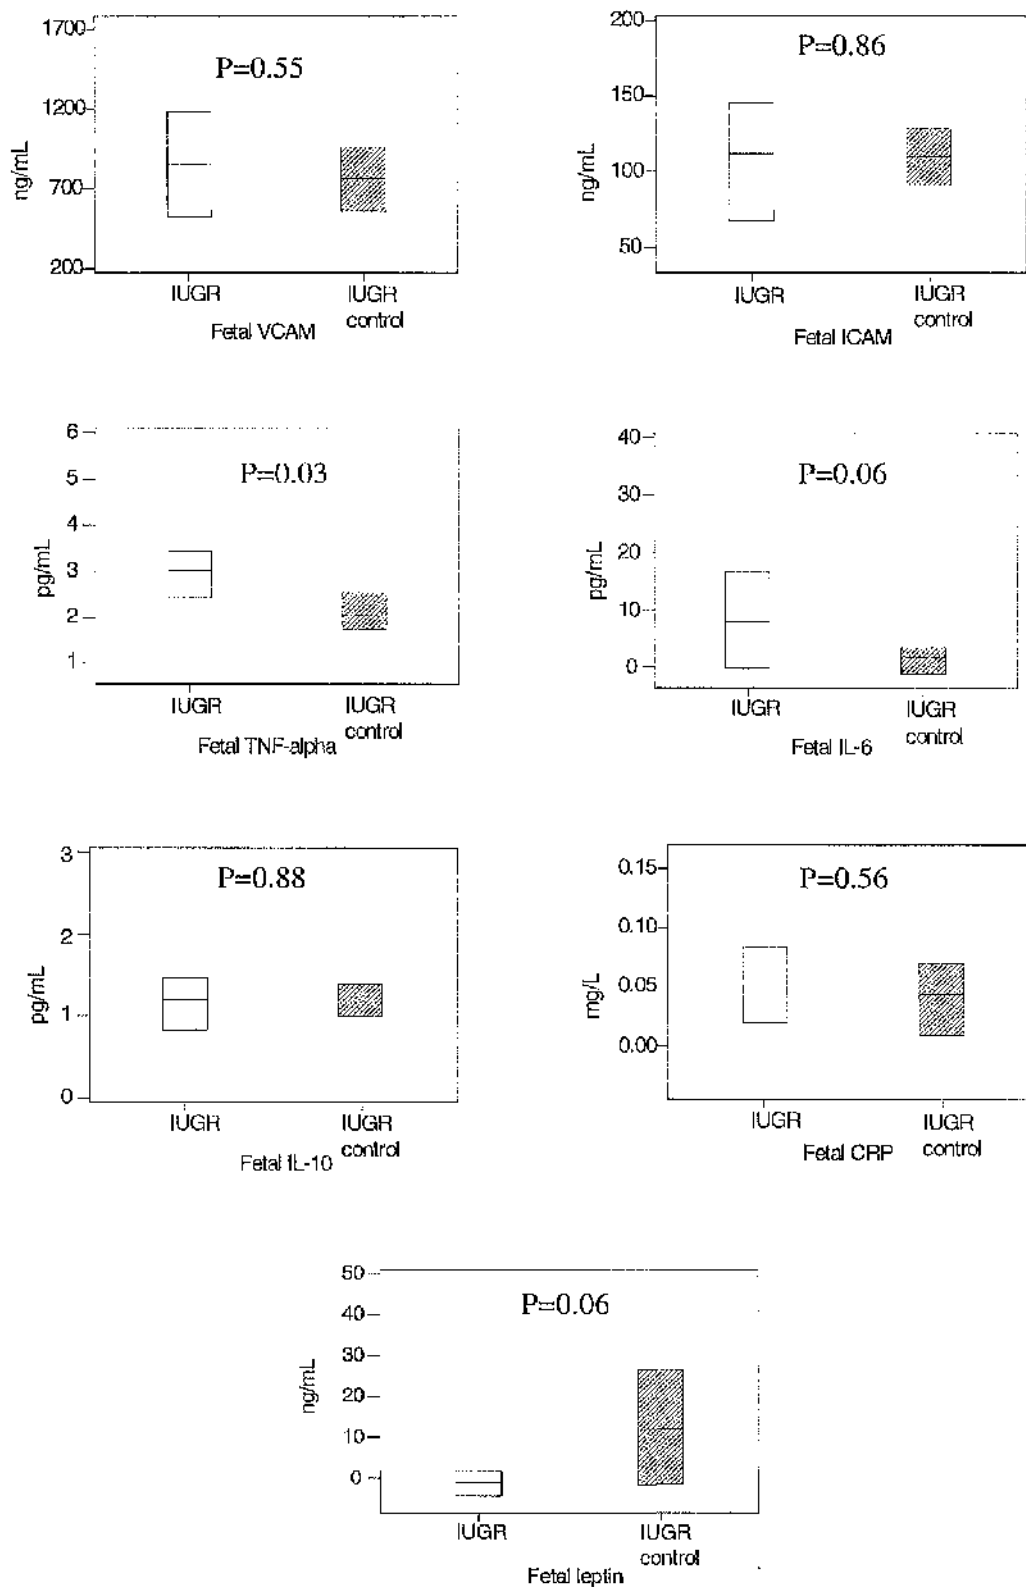 1700
P=0.55
1200
ng/mL
700
200
IUGR
IUGR
control
Fetal VCAM
200
P=0.86
150
ng/mL
100
50
IUGR
IUGR
control
Fetal ICAM
6
P=0.03
5
4
pg/mL
3
2
1
IUGR
IUGR
control
Fetal TNF-alpha
40
P=0.06
30
20
pg/mL
10
0
IUGR
IUGR
control
Fetal IL-6
3
P=0.88
2
pg/mL
1
0
IUGR
IUGR
control
Fetal IL-10
0.15
P=0.56
0.10
mg/L
0.05
0.00
IUGR
IUGR
control
Fetal CRP
50
P=0.06
40
30
ng/mL
20
10
0
IUGR
IUGR
control
Fetal leptin